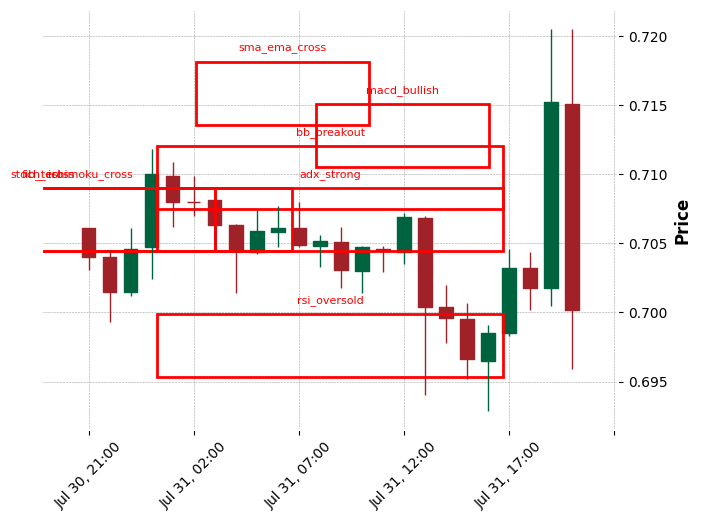 sma_ema_cross
macd_bullish
bb_breakout
ichimoku_cross
adx_strong
rsi_oversold
0.720
0.715
0.710
0.705
0.700
0.695
Price
Jul 30, 21:00
Jul 31, 02:00
Jul 31, 07:00
Jul 31, 12:00
Jul 31, 17:00